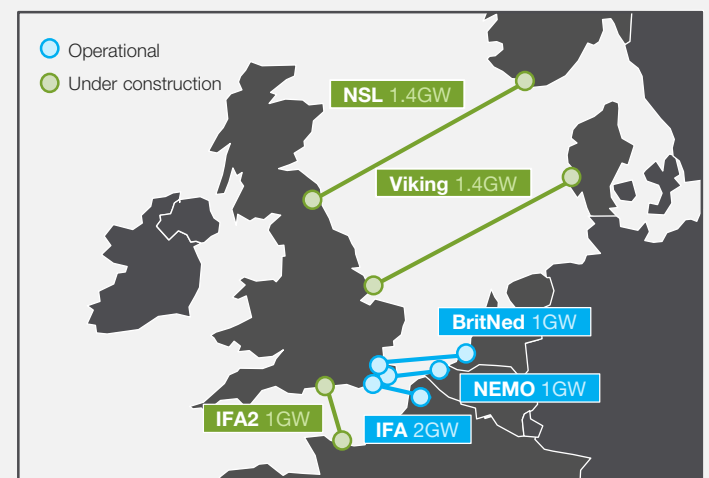 Operational
Under construction
NSL 1.4GW
Viking 1.4GW
BritNed 1GW
NEMO 1GW
IFA2 1GW
IFA 2GW